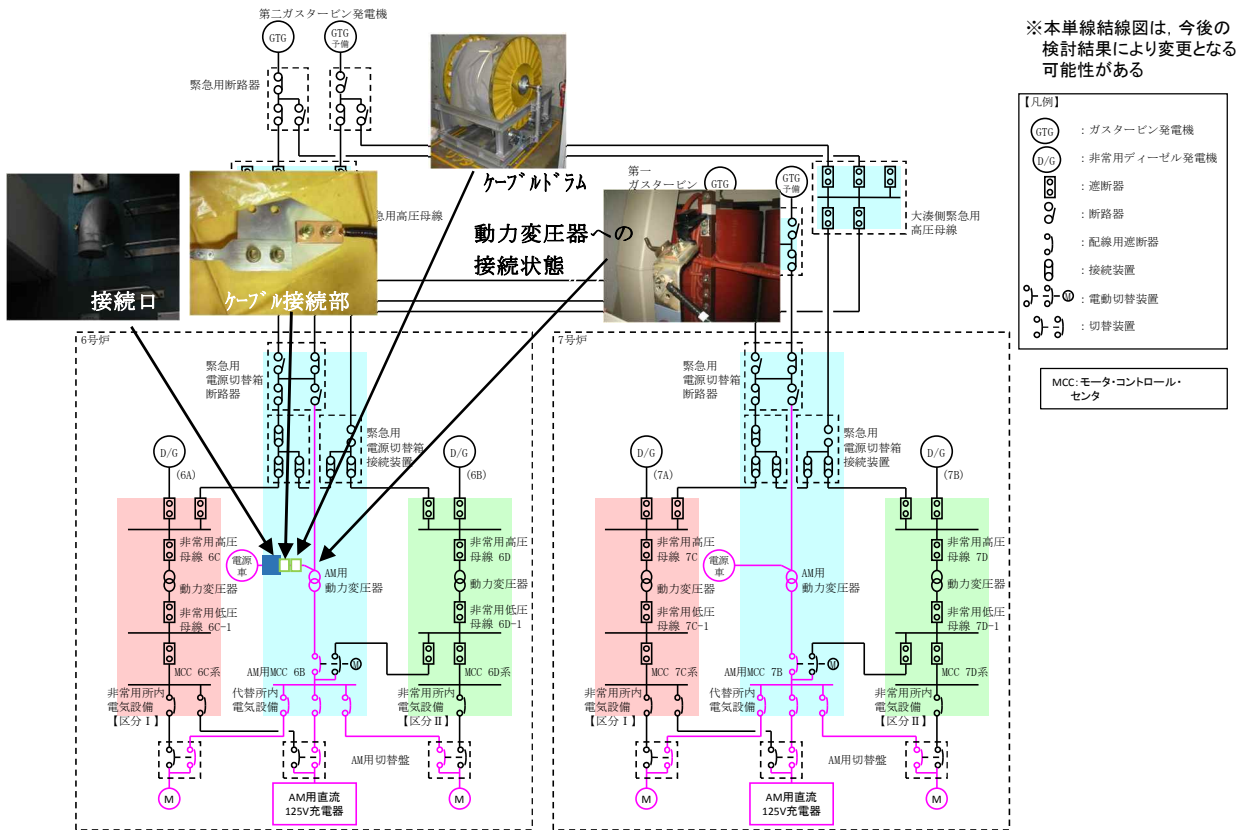 第二ガスタービン発電機
GTG
GTG
予備
緊急用断路器
※本単線結線図は，今後の
検討結果により変更となる
可能性がある
【凡例】
GTG
：ガスタービン発電機
D/G
：非常用ディーゼル発電機
：遮断器
：断路器
：配線用遮断器
：接続装置
M
：電動切替装置
：切替装置
MCC：モータ・コントロール・
センタ
ケーブルドラム
急用高圧母線
第一
ガスタービン
GTG
GTG
予備
大湊側緊急用
高圧母線
動力変圧器への
接続状態
接続口
ケーブル接続部
6号炉
緊急用
電源切替箱
断路器
緊急用
電源切替箱
接続装置
D/G
(6A)
D/G
(6B)
非常用高圧
母線 6C
動力変圧器
非常用低圧
母線 6C-1
MCC 6C系
電源
車
AM用
動力変圧器
非常用高圧
母線 6D
動力変圧器
非常用低圧
母線 6D-1
MCC 6D系
M
AM用MCC 6B
非常用所内
電気設備
【区分Ⅰ】
代替所内
電気設備
非常用所内
電気設備
【区分Ⅱ】
AM用切替盤
M
AM用直流
125V充電器
M
7号炉
緊急用
電源切替箱
断路器
緊急用
電源切替箱
接続装置
D/G
(7A)
D/G
(7B)
非常用高圧
母線 7C
動力変圧器
非常用低圧
母線 7C-1
MCC 7C系
電源
車
AM用
動力変圧器
非常用高圧
母線 7D
動力変圧器
非常用低圧
母線 7D-1
MCC 7D系
M
AM用MCC 7B
非常用所内
電気設備
【区分Ⅰ】
代替所内
電気設備
非常用所内
電気設備
【区分Ⅱ】
AM用切替盤
M
AM用直流
125V充電器
M